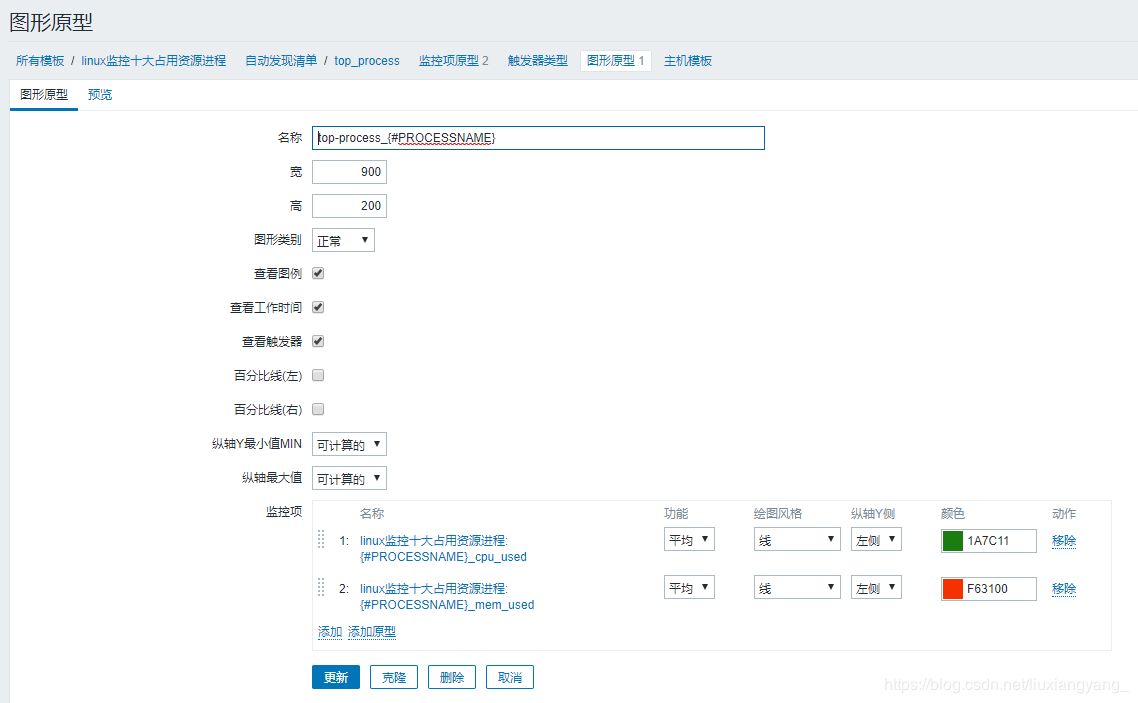 图形原型
所有模板 / linux监控十大占用资源进程 自动发现清单 / top_process 监控项原型 2 触发器类型 图形原型 1 主机模板
图形原型 预览
名称 top-process_{#PROCESSNAME}
宽 900
高 200
图形类别 正常
查看图例
查看工作时间
查看触发器
百分比线(左)
百分比线(右)
纵轴Y最小值MIN 可计算的
纵轴最大值 可计算的
监控项 名称 功能 绘图风格 纵轴Y侧 颜色 动作
1: linux监控十大占用资源进程: 平均 线 左侧 1A7C11 移除
{#PROCESSNAME}_cpu_used
2: linux监控十大占用资源进程: 平均 线 左侧 F63100 移除
{#PROCESSNAME}_mem_used
添加 添加原型
更新 克隆 删除 取消
https://blog.csdn.net/liuxiangyang_